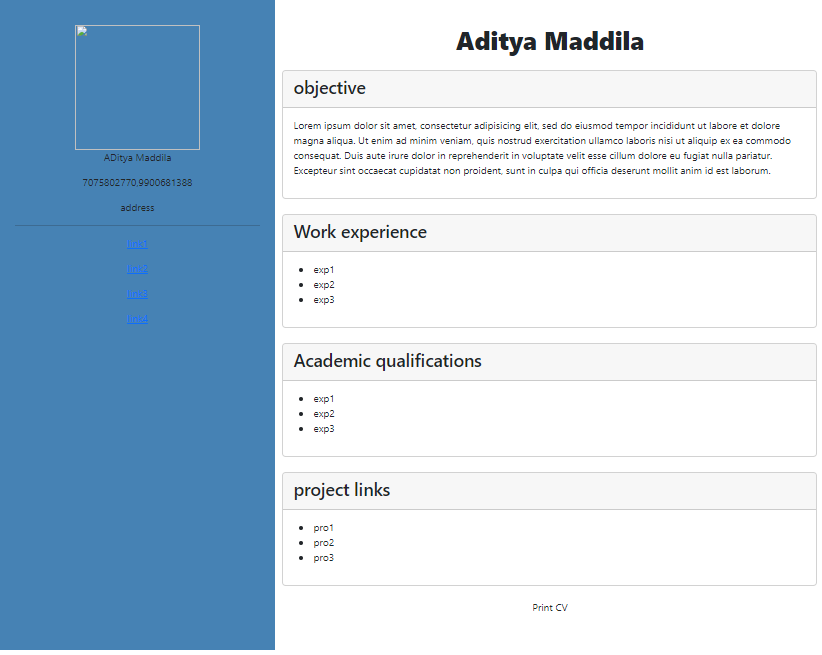 ADitya Maddila
7075802770,9900681388
address
link1
link2
link3
link4
Aditya Maddila
objective
Lorem ipsum dolor sit amet, consectetur adipisicing elit, sed do eiusmod tempor incididunt ut labore et dolore
magna aliqua. Ut enim ad minim veniam, quis nostrud exercitation ullamco laboris nisi ut aliquip ex ea commodo
consequat. Duis aute irure dolor in reprehenderit in voluptate velit esse cillum dolore eu fugiat nulla pariatur.
Excepteur sint occaecat cupidatat non proident, sunt in culpa qui officia deserunt mollit anim id est laborum.
Work experience
exp1
exp2
exp3
Academic qualifications
exp1
exp2
exp3
project links
pro1
pro2
pro3
Print CV